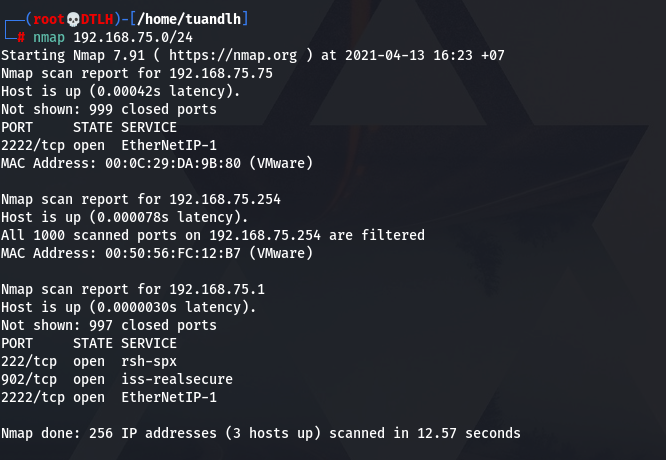 ┌──(root💀DTLH)-[/home/tuandlh]
└─# nmap 192.168.75.0/24
Starting Nmap 7.91 ( https://nmap.org ) at 2021-04-13 16:23 +07
Nmap scan report for 192.168.75.75
Host is up (0.00042s latency).
Not shown: 999 closed ports
PORT     STATE SERVICE
2222/tcp open  EtherNetIP-1
MAC Address: 00:0C:29:DA:9B:80 (VMware)

Nmap scan report for 192.168.75.254
Host is up (0.000078s latency).
All 1000 scanned ports on 192.168.75.254 are filtered
MAC Address: 00:50:56:FC:12:B7 (VMware)

Nmap scan report for 192.168.75.1
Host is up (0.0000030s latency).
Not shown: 997 closed ports
PORT     STATE SERVICE
222/tcp  open  rsh-spx
902/tcp  open  iss-realsecure
2222/tcp open  EtherNetIP-1

Nmap done: 256 IP addresses (3 hosts up) scanned in 12.57 seconds